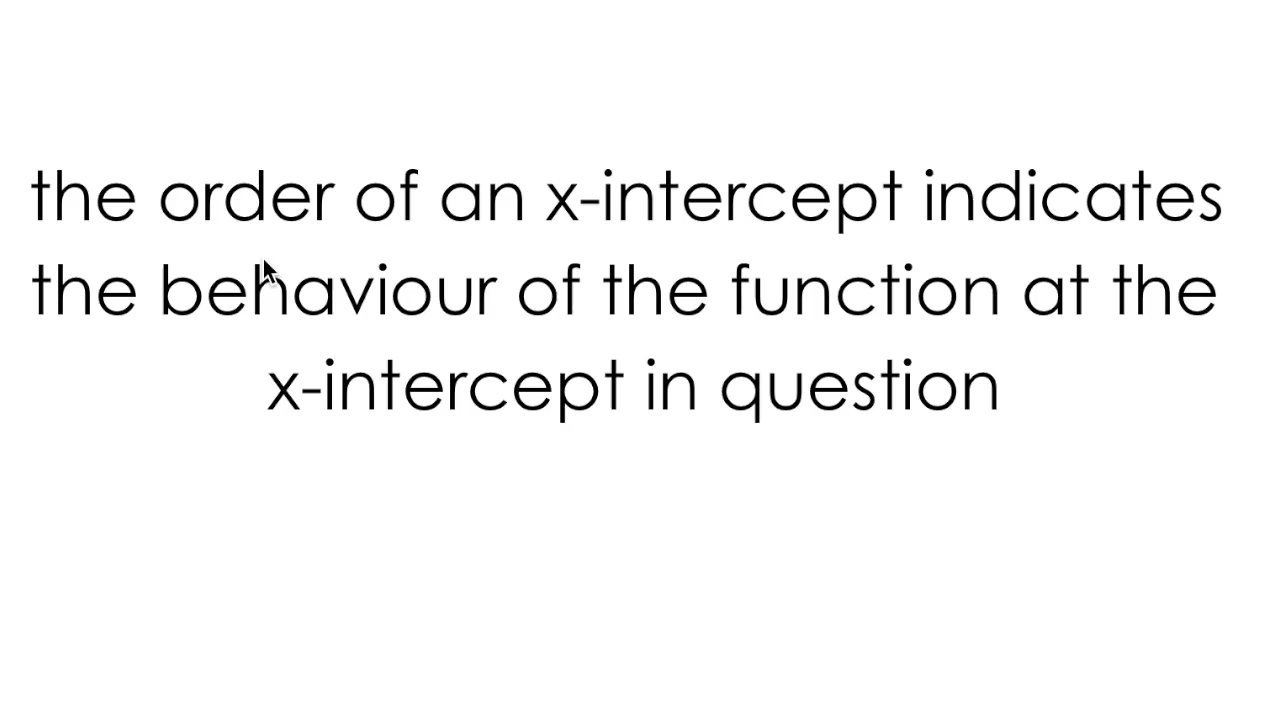 the order of an x-intercept indicates
the behaviour of the function at the
x-intercept in question